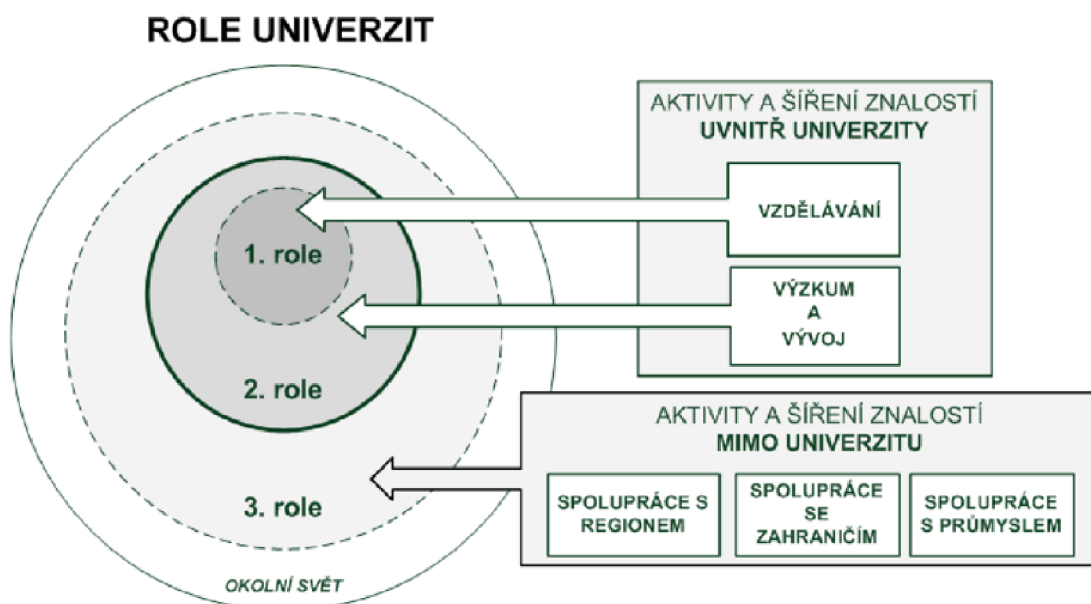 ROLE UNIVERZIT
1. role
2. role
3. role
OKOLNÍ SVĚT
AKTIVITY A ŠÍŘENÍ ZNALOSTÍ
UVNITŘ UNIVERZITY
VZDĚLÁVÁNÍ
VÝZKUM
A
VÝVOJ
AKTIVITY A ŠÍŘENÍ ZNALOSTÍ
MIMO UNIVERZITU
SPOLUPRÁCE S
REGIONEM
SPOLUPRÁCE
SE
ZAHRANIČÍM
SPOLUPRÁCE
S PRŮMYSLEM